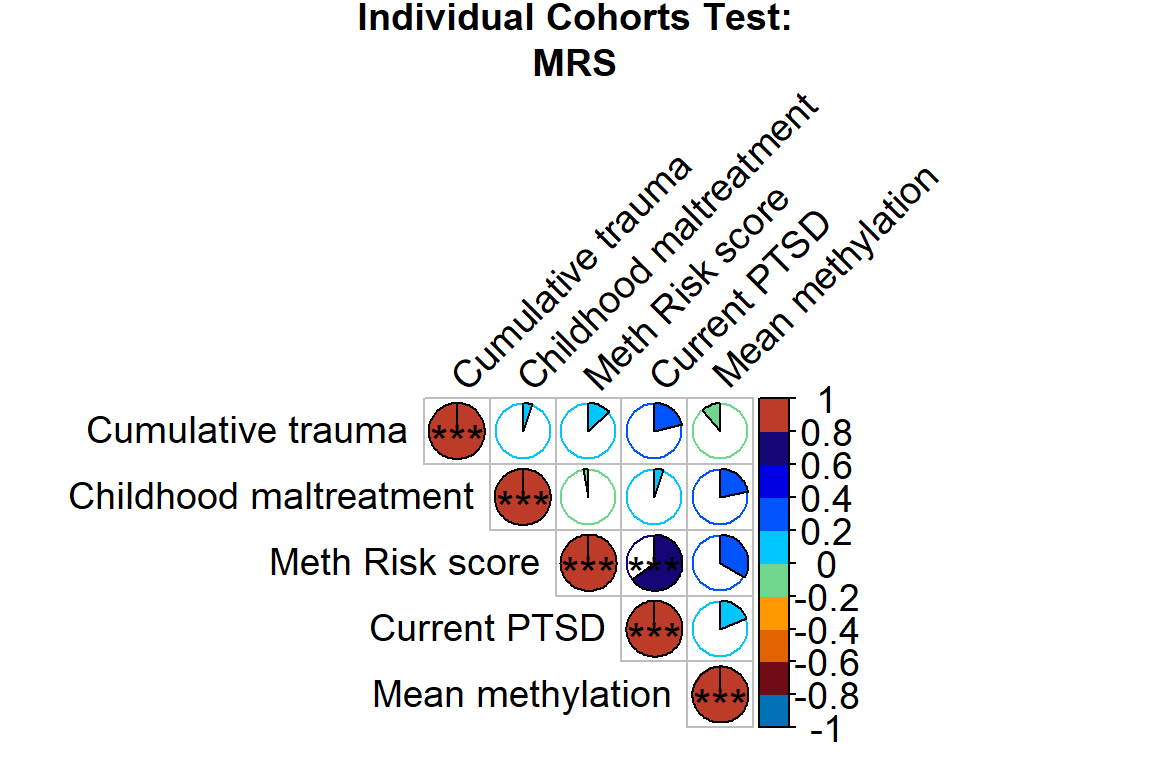 Individual Cohorts Test:
MRS
Cumulative trauma
Childhood maltreatment
Meth Risk score
Current PTSD
Mean methylation
Cumulative trauma
***
Childhood maltreatment
***
Meth Risk score
*** ***
Current PTSD
***
Mean methylation
***
1
0.8
0.6
0.4
0.2
0
-0.2
-0.4
-0.6
-0.8
-1